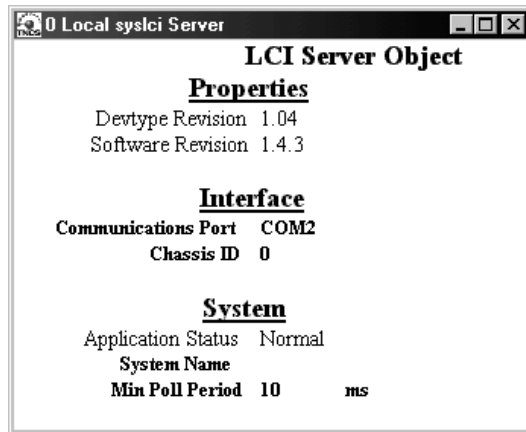 0 Local syslci Server
LCI Server Object
Properties
Devtype Revision 1.04
Software Revision 1.4.3
Interface
Communications Port COM2
Chassis ID 0
System
Application Status Normal
System Name
Min Poll Period 10 ms